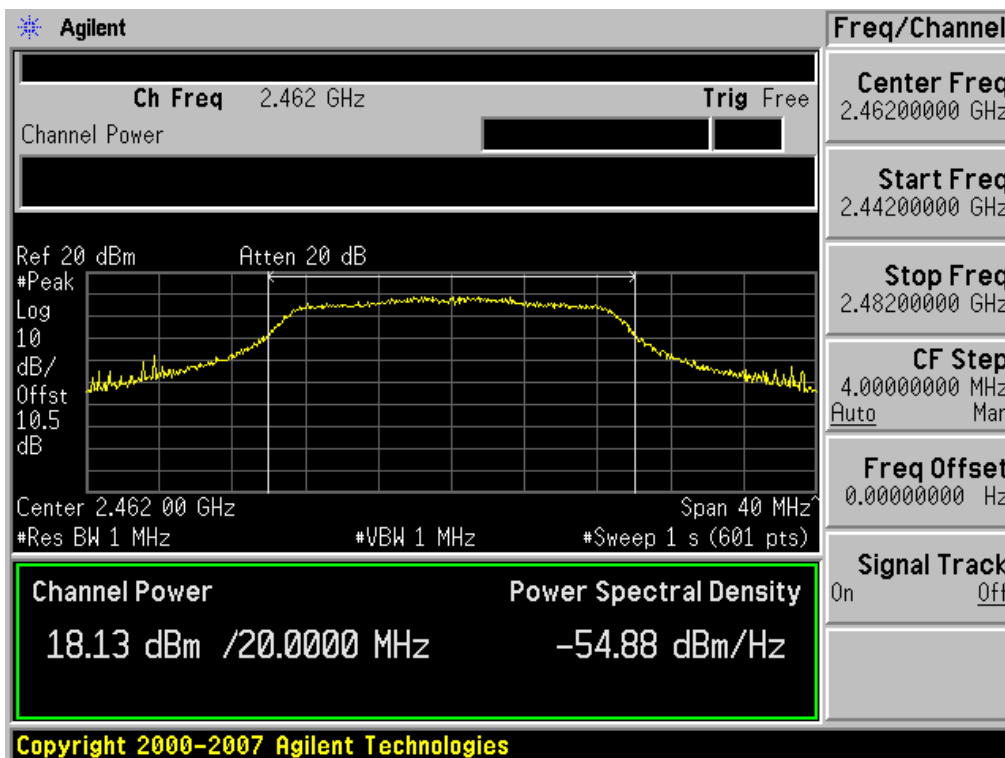 Agilent
Ch Freq 2.462 GHz Trig Free
Channel Power
Ref 20 dBm Atten 20 dB
#Peak
Log
10
dB/
Offst
10.5
dB
Center 2.462 00 GHz Span 40 MHz^
#Res BW 1 MHz #VBW 1 MHz #Sweep 1 s (601 pts)
Channel Power Power Spectral Density
18.13 dBm /20.0000 MHz -54.88 dBm/Hz
Copyright 2000-2007 Agilent Technologies
Freq/Channel
Center Freq
2.46200000 GHz
Start Freq
2.44200000 GHz
Stop Freq
2.48200000 GHz
CF Step
4.00000000 MHz
Auto Man
Freq Offset
0.00000000 Hz
Signal Track
On Off